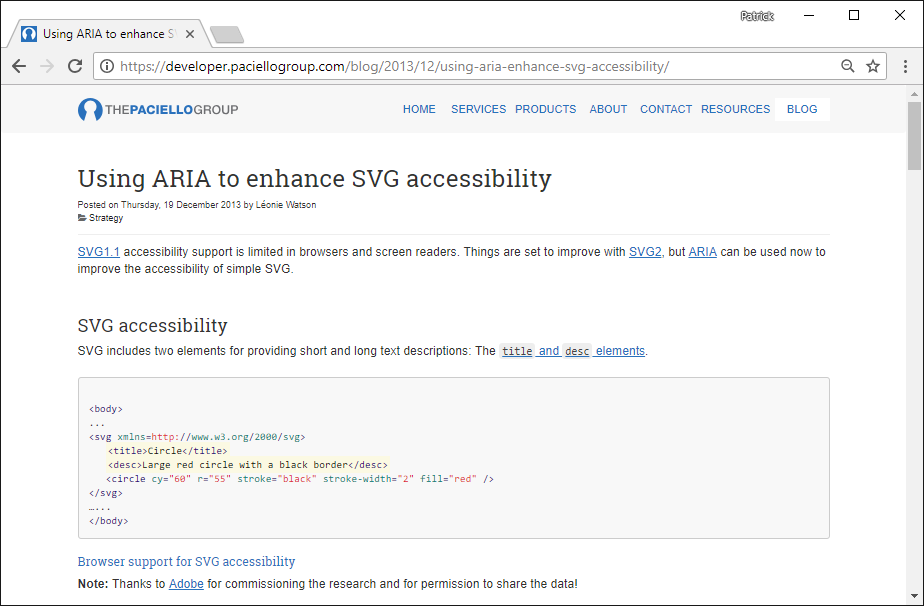 Patrick
Using ARIA to enhance S
https://developer.paciellogroup.com/blog/2013/12/using-aria-enhance-svg-accessibility/
THEPACIELLOGROUP HOME SERVICES PRODUCTS ABOUT CONTACT RESOURCES BLOG
Using ARIA to enhance SVG accessibility
Posted on Thursday, 19 December 2013 by Léonie Watson
Strategy
SVG1.1 accessibility support is limited in browsers and screen readers. Things are set to improve with SVG2, but ARIA can be used now to
improve the accessibility of simple SVG.
SVG accessibility
SVG includes two elements for providing short and long text descriptions: The title and desc elements.
<body>
...
<svg xmlns=http://www.w3.org/2000/svg>
<title>Circle</title>
<desc>Large red circle with a black border</desc>
<circle cy="60" r="55" stroke="black" stroke-width="2" fill="red" />
</svg>
…...
</body>
Browser support for SVG accessibility
Note: Thanks to Adobe for commissioning the research and for permission to share the data!